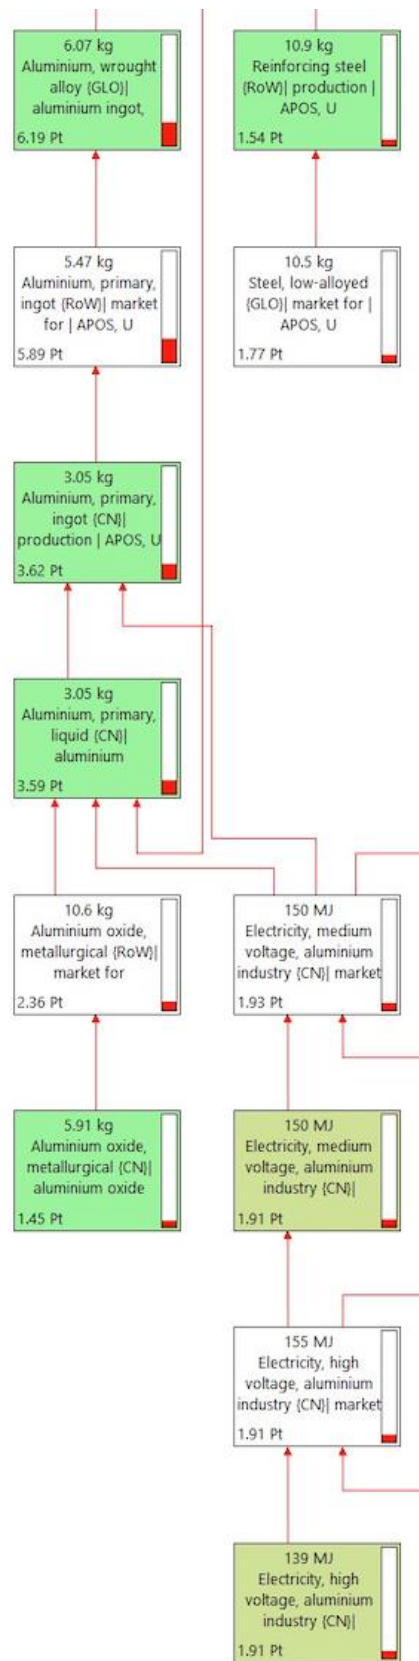 6.07 kg
Aluminium, wrought
alloy {GLO}|
aluminium ingot,
6.19 Pt
10.9 kg
Reinforcing steel
{RoW}| production |
APOS, U
1.54 Pt
5.47 kg
Aluminium, primary,
ingot {RoW}| market
for | APOS, U
5.89 Pt
10.5 kg
Steel, low-alloyed
{GLO}| market for |
APOS, U
1.77 Pt
3.05 kg
Aluminium, primary,
ingot {CN}|
production | APOS, U
3.62 Pt
3.05 kg
Aluminium, primary,
liquid {CN}|
aluminium
3.59 Pt
10.6 kg
Aluminium oxide,
metallurgical {RoW}|
market for
2.36 Pt
150 MJ
Electricity, medium
voltage, aluminium
industry {CN}| market
1.93 Pt
5.91 kg
Aluminium oxide,
metallurgical {CN}|
aluminium oxide
1.45 Pt
150 MJ
Electricity, medium
voltage, aluminium
industry {CN}|
1.91 Pt
155 MJ
Electricity, high
voltage, aluminium
industry {CN}| market
1.91 Pt
139 MJ
Electricity, high
voltage, aluminium
industry {CN}|
1.91 Pt